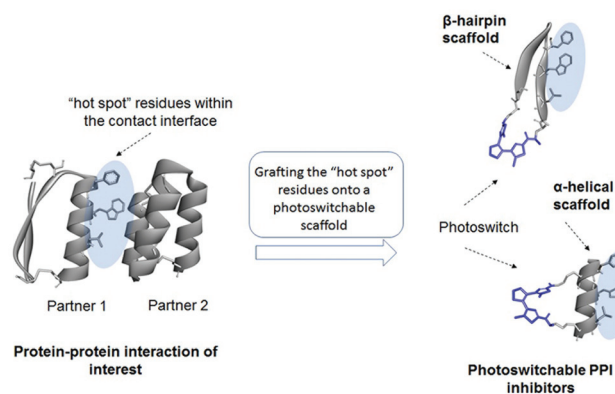 "hot spot" residues within
the contact interface
Partner 1
Partner 2
Protein-protein interaction of
interest
Grafting the "hot spot"
residues onto a
photoswitchable
scaffold
β-hairpin
scaffold
Photoswitch
α-helical
scaffold
Photoswitchable PPI
inhibitors